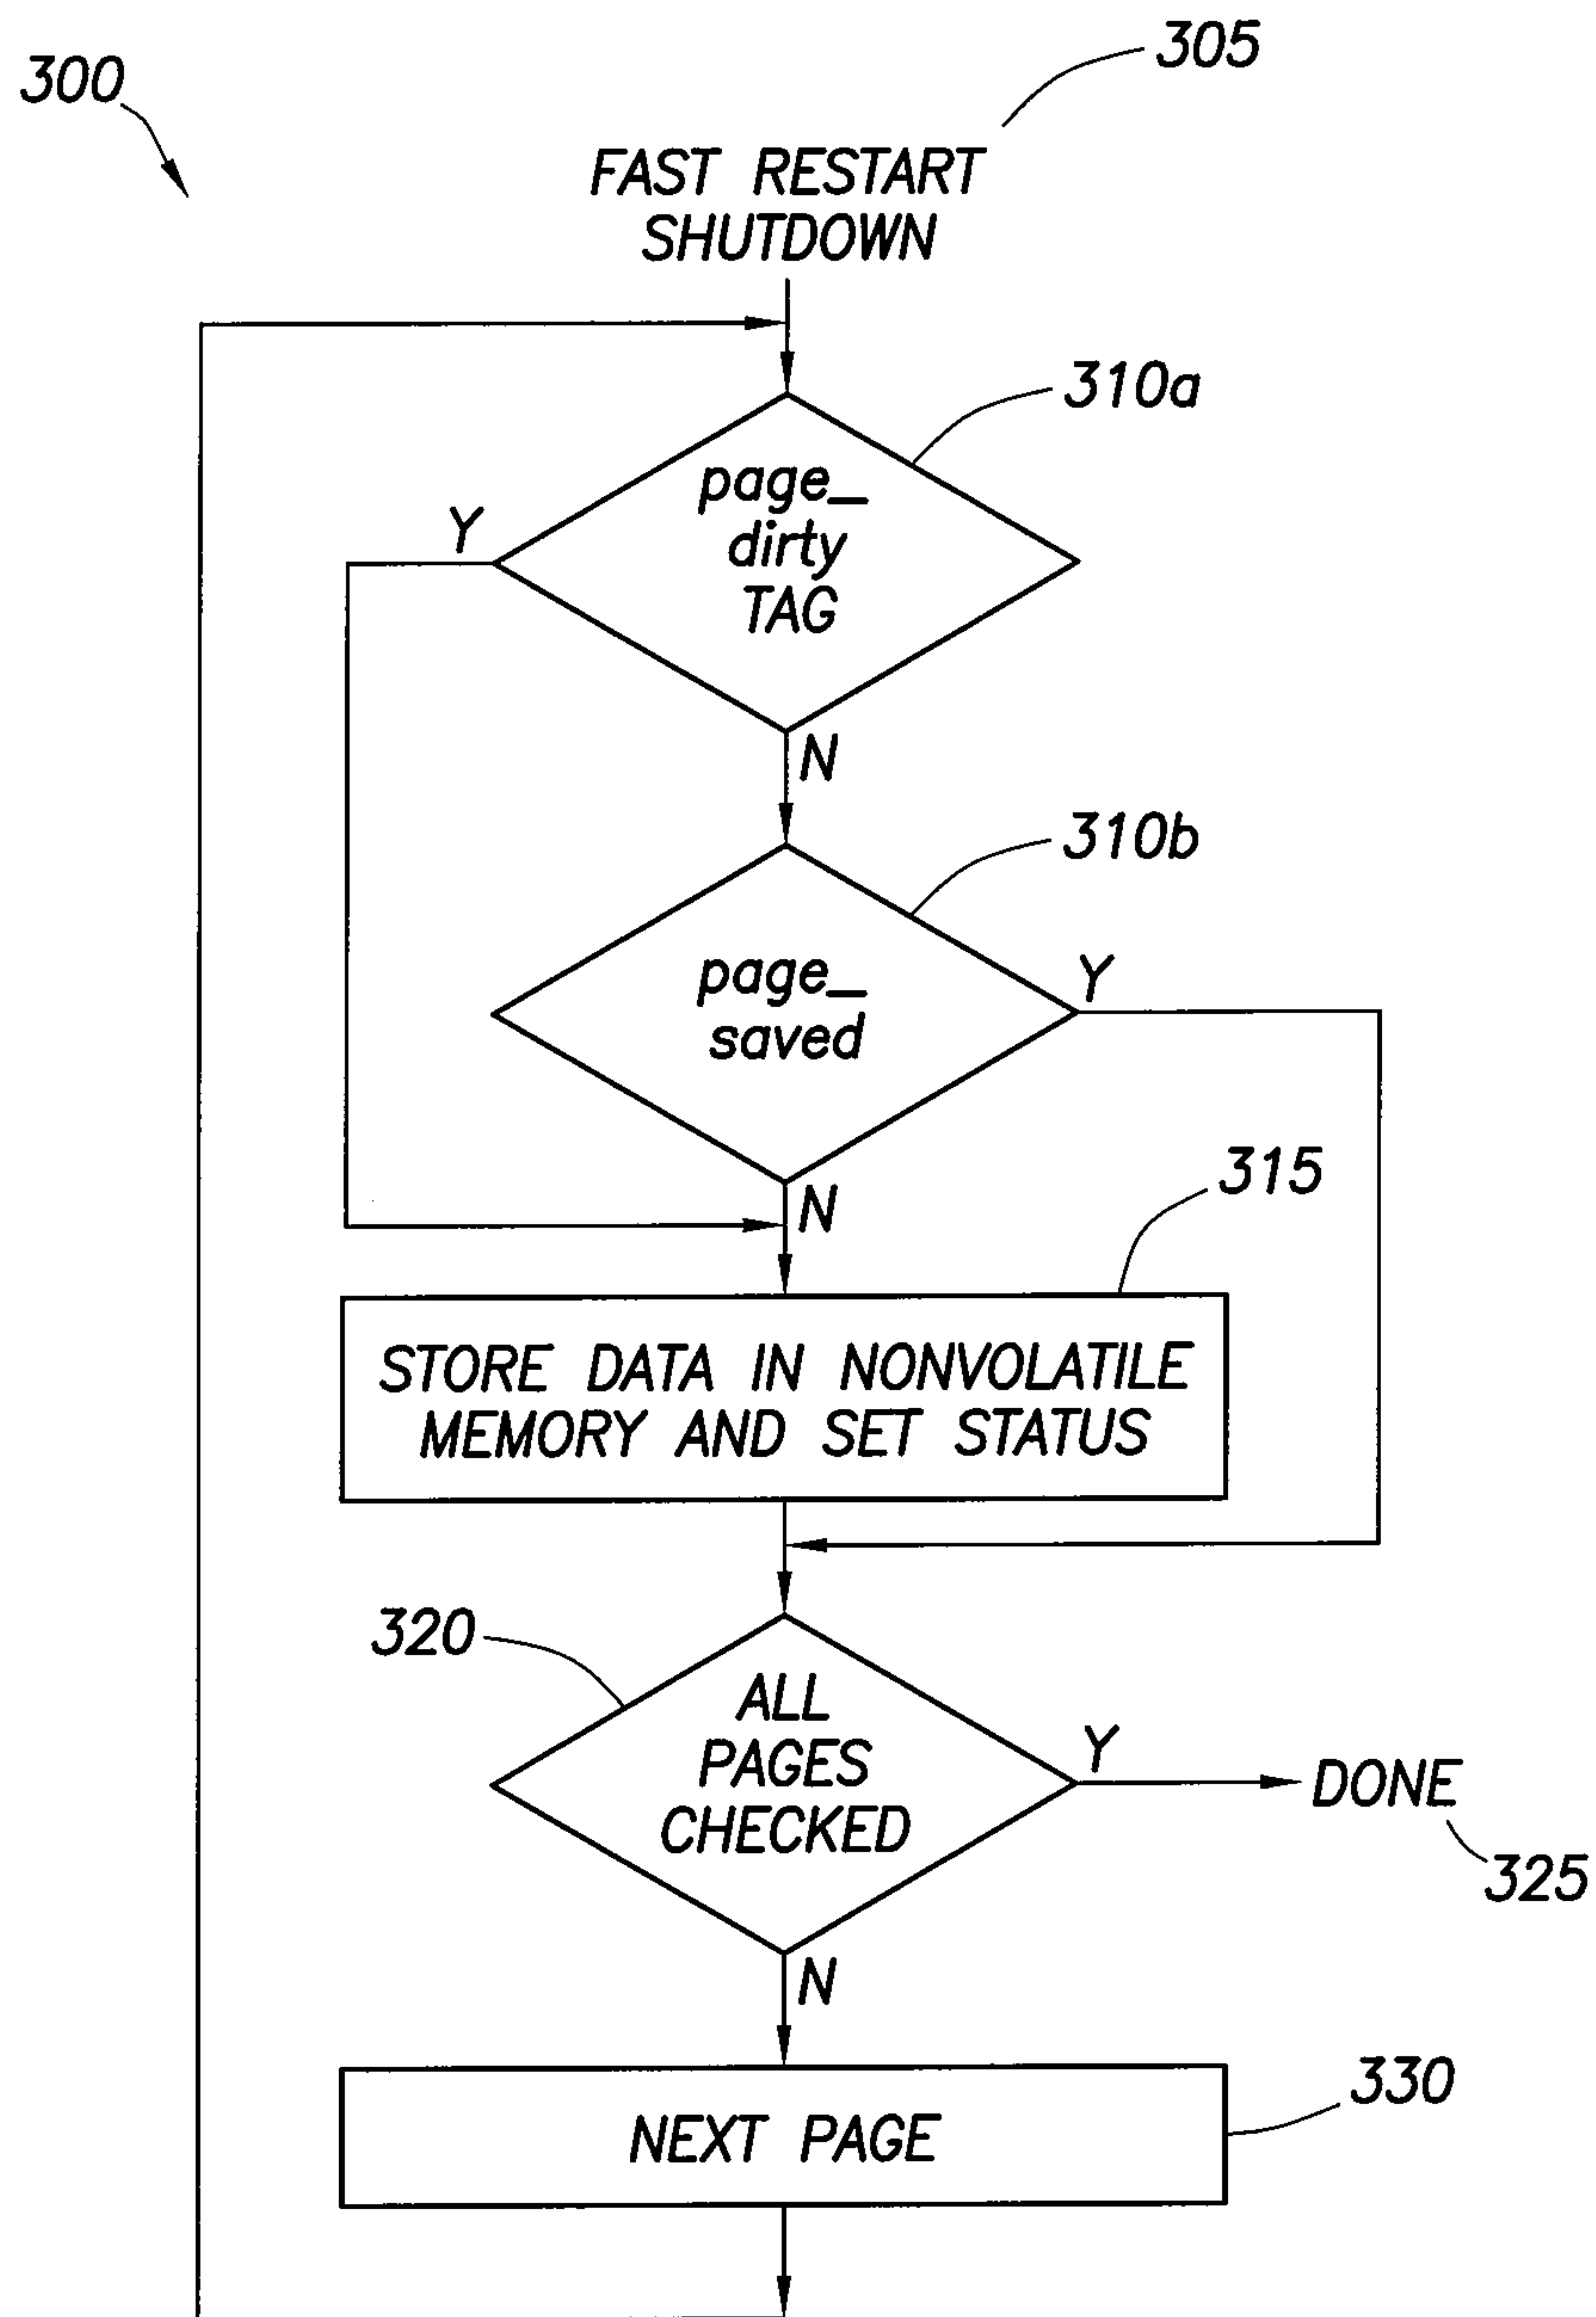 300
305
FAST RESTART
SHUTDOWN
310a
page_
dirty
TAG
Y
N
310b
page_
saved
Y
N
315
STORE DATA IN NONVOLATILE
MEMORY AND SET STATUS
320
ALL
PAGES
CHECKED
Y
DONE
325
N
330
NEXT PAGE